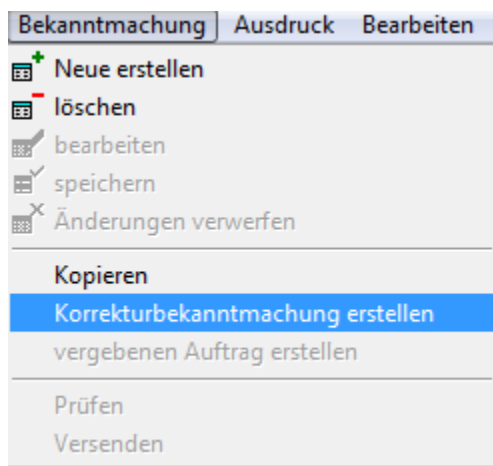 Bekanntmachung Ausdruck Bearbeiten
Neue erstellen
löschen
bearbeiten
speichern
Änderungen verwerfen
Kopieren
Korrekturbekanntmachung erstellen
vergebenen Auftrag erstellen
Prüfen
Versenden